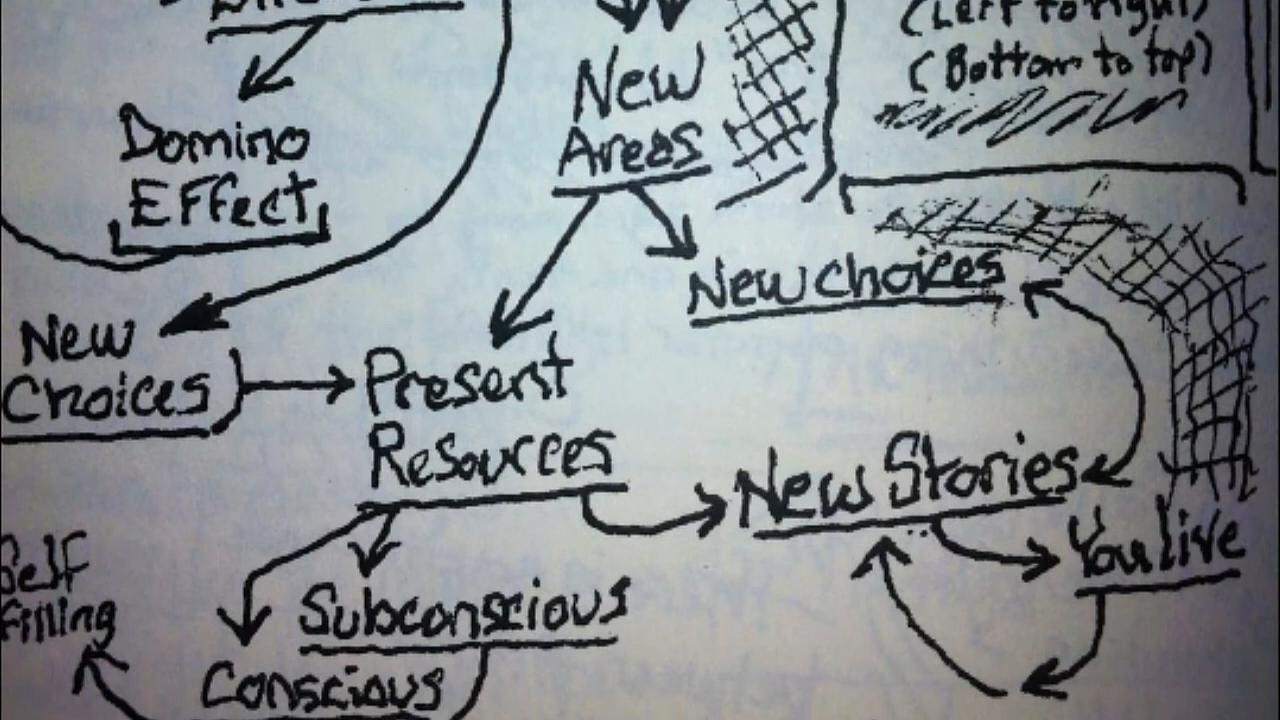 (Left to right)
(Bottom to top)
New
Areas
Domino
Effect
New choices
New
Choices
Present
Resources
New Stories
You live
Self
Filling
Subconscious
Conscious